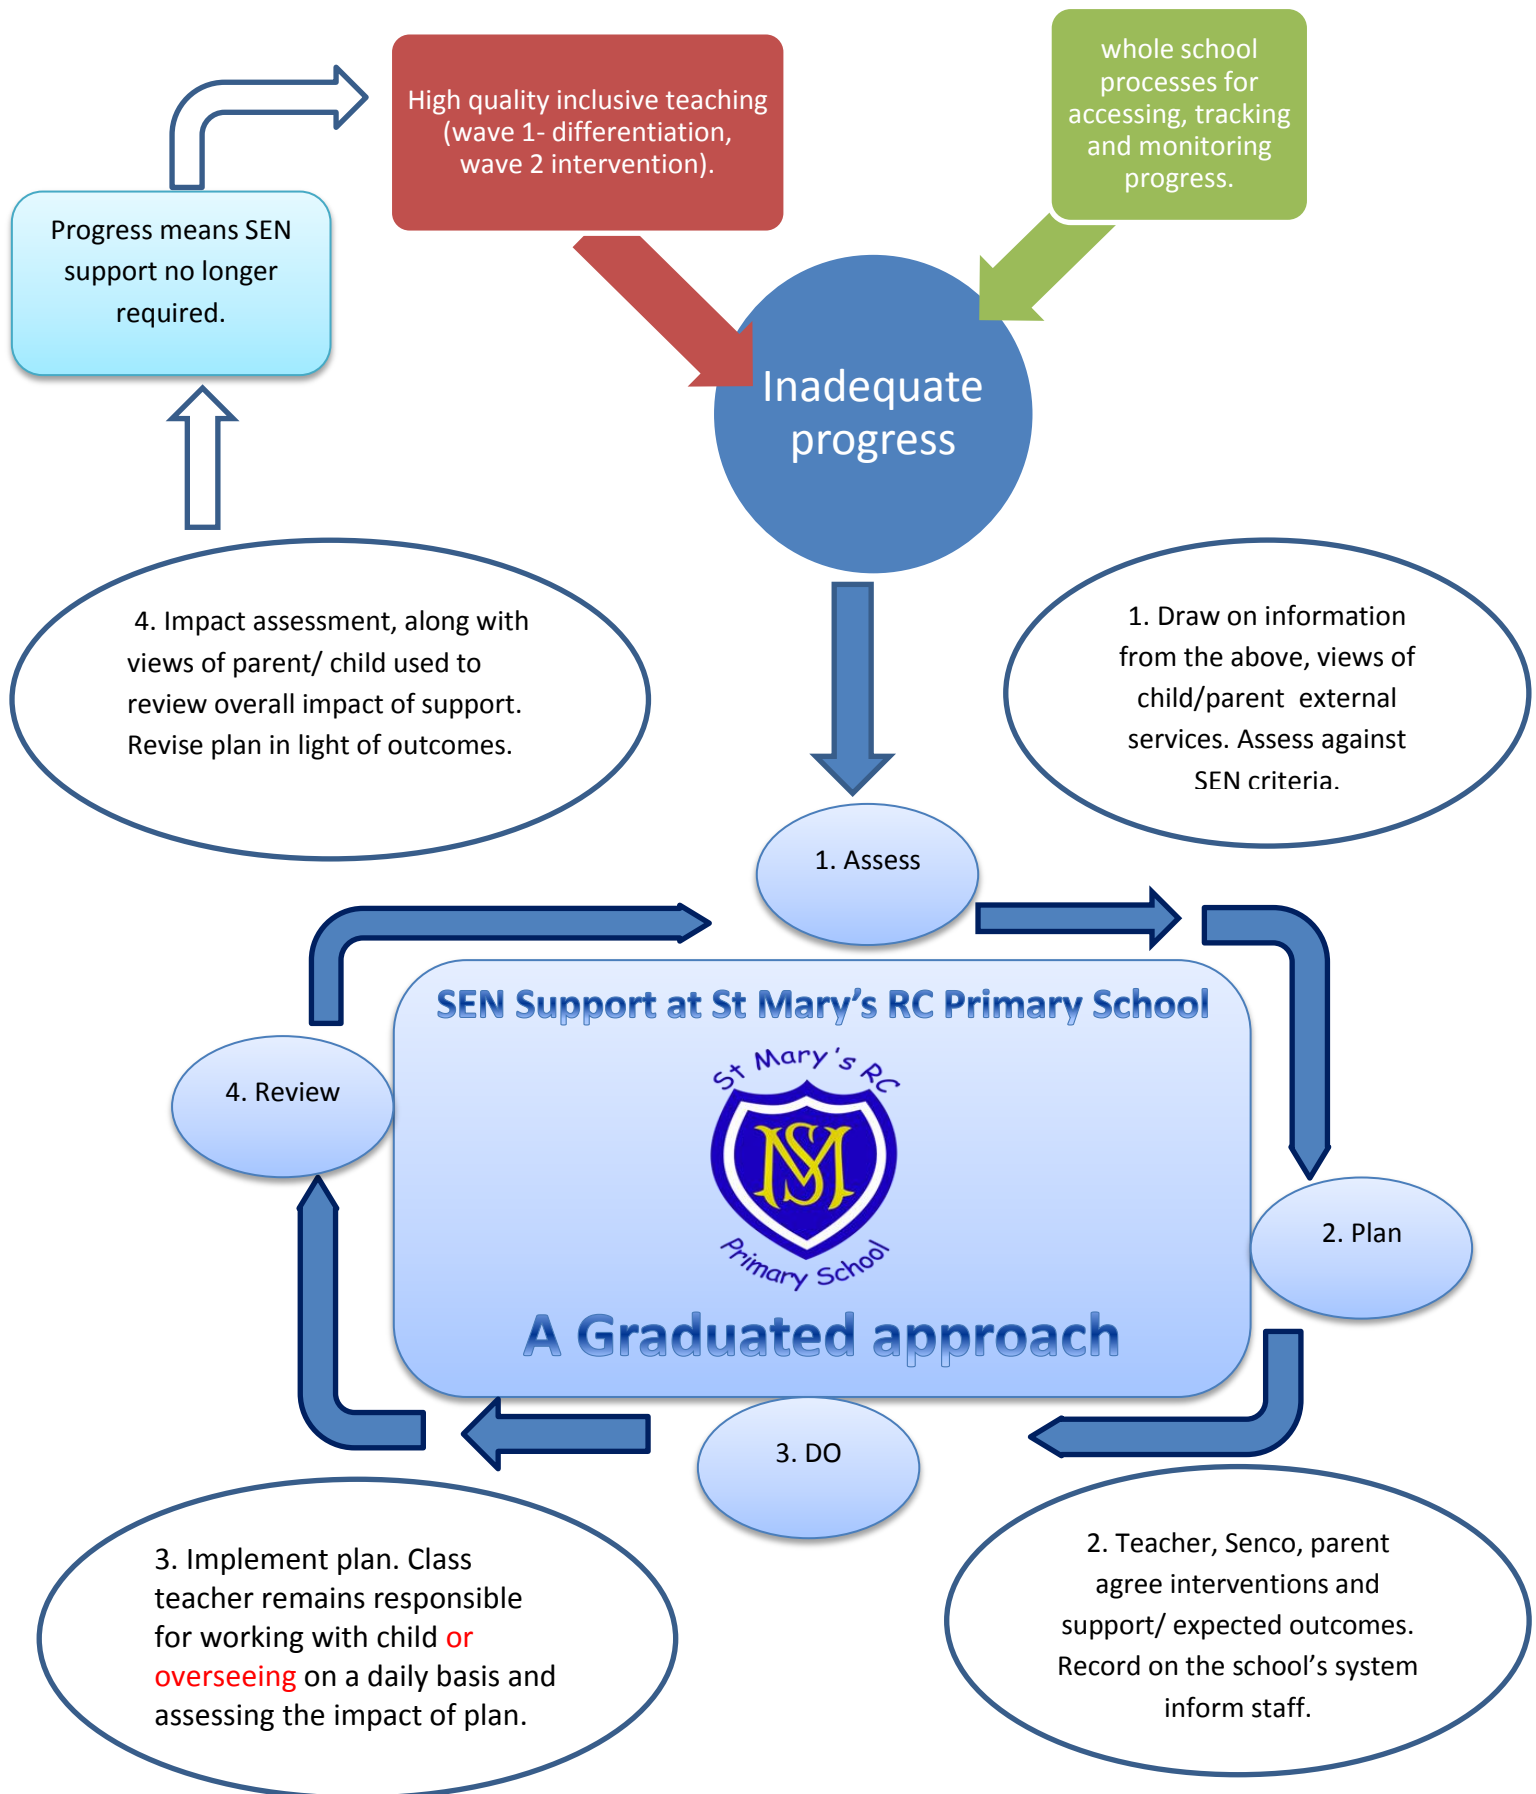 High quality inclusive teaching
(wave 1- differentiation,
wave 2 intervention).
whole school
processes for
accessing, tracking
and monitoring
progress.
Progress means SEN
support no longer
required.
Inadequate
progress
4. Impact assessment, along with
views of parent/ child used to
review overall impact of support.
Revise plan in light of outcomes.
1. Draw on information
from the above, views of
child/parent  external
services. Assess against
SEN criteria.
1. Assess
SEN Support at St Mary’s RC Primary School
St Mary's RC
SM
Primary School
A Graduated approach
4. Review
2. Plan
3. DO
3. Implement plan. Class
teacher remains responsible
for working with child or
overseeing on a daily basis and
assessing the impact of plan.
2. Teacher, Senco, parent
agree interventions and
support/ expected outcomes.
Record on the school’s system
inform staff.